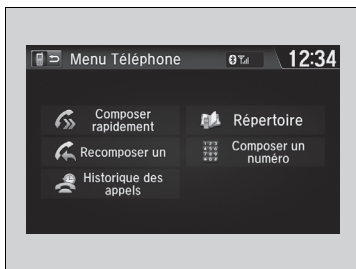 Menu Téléphone
12:34
Composer
rapidement
Répertoire
Recomposer un
Composer un
numéro
Historique des
appels